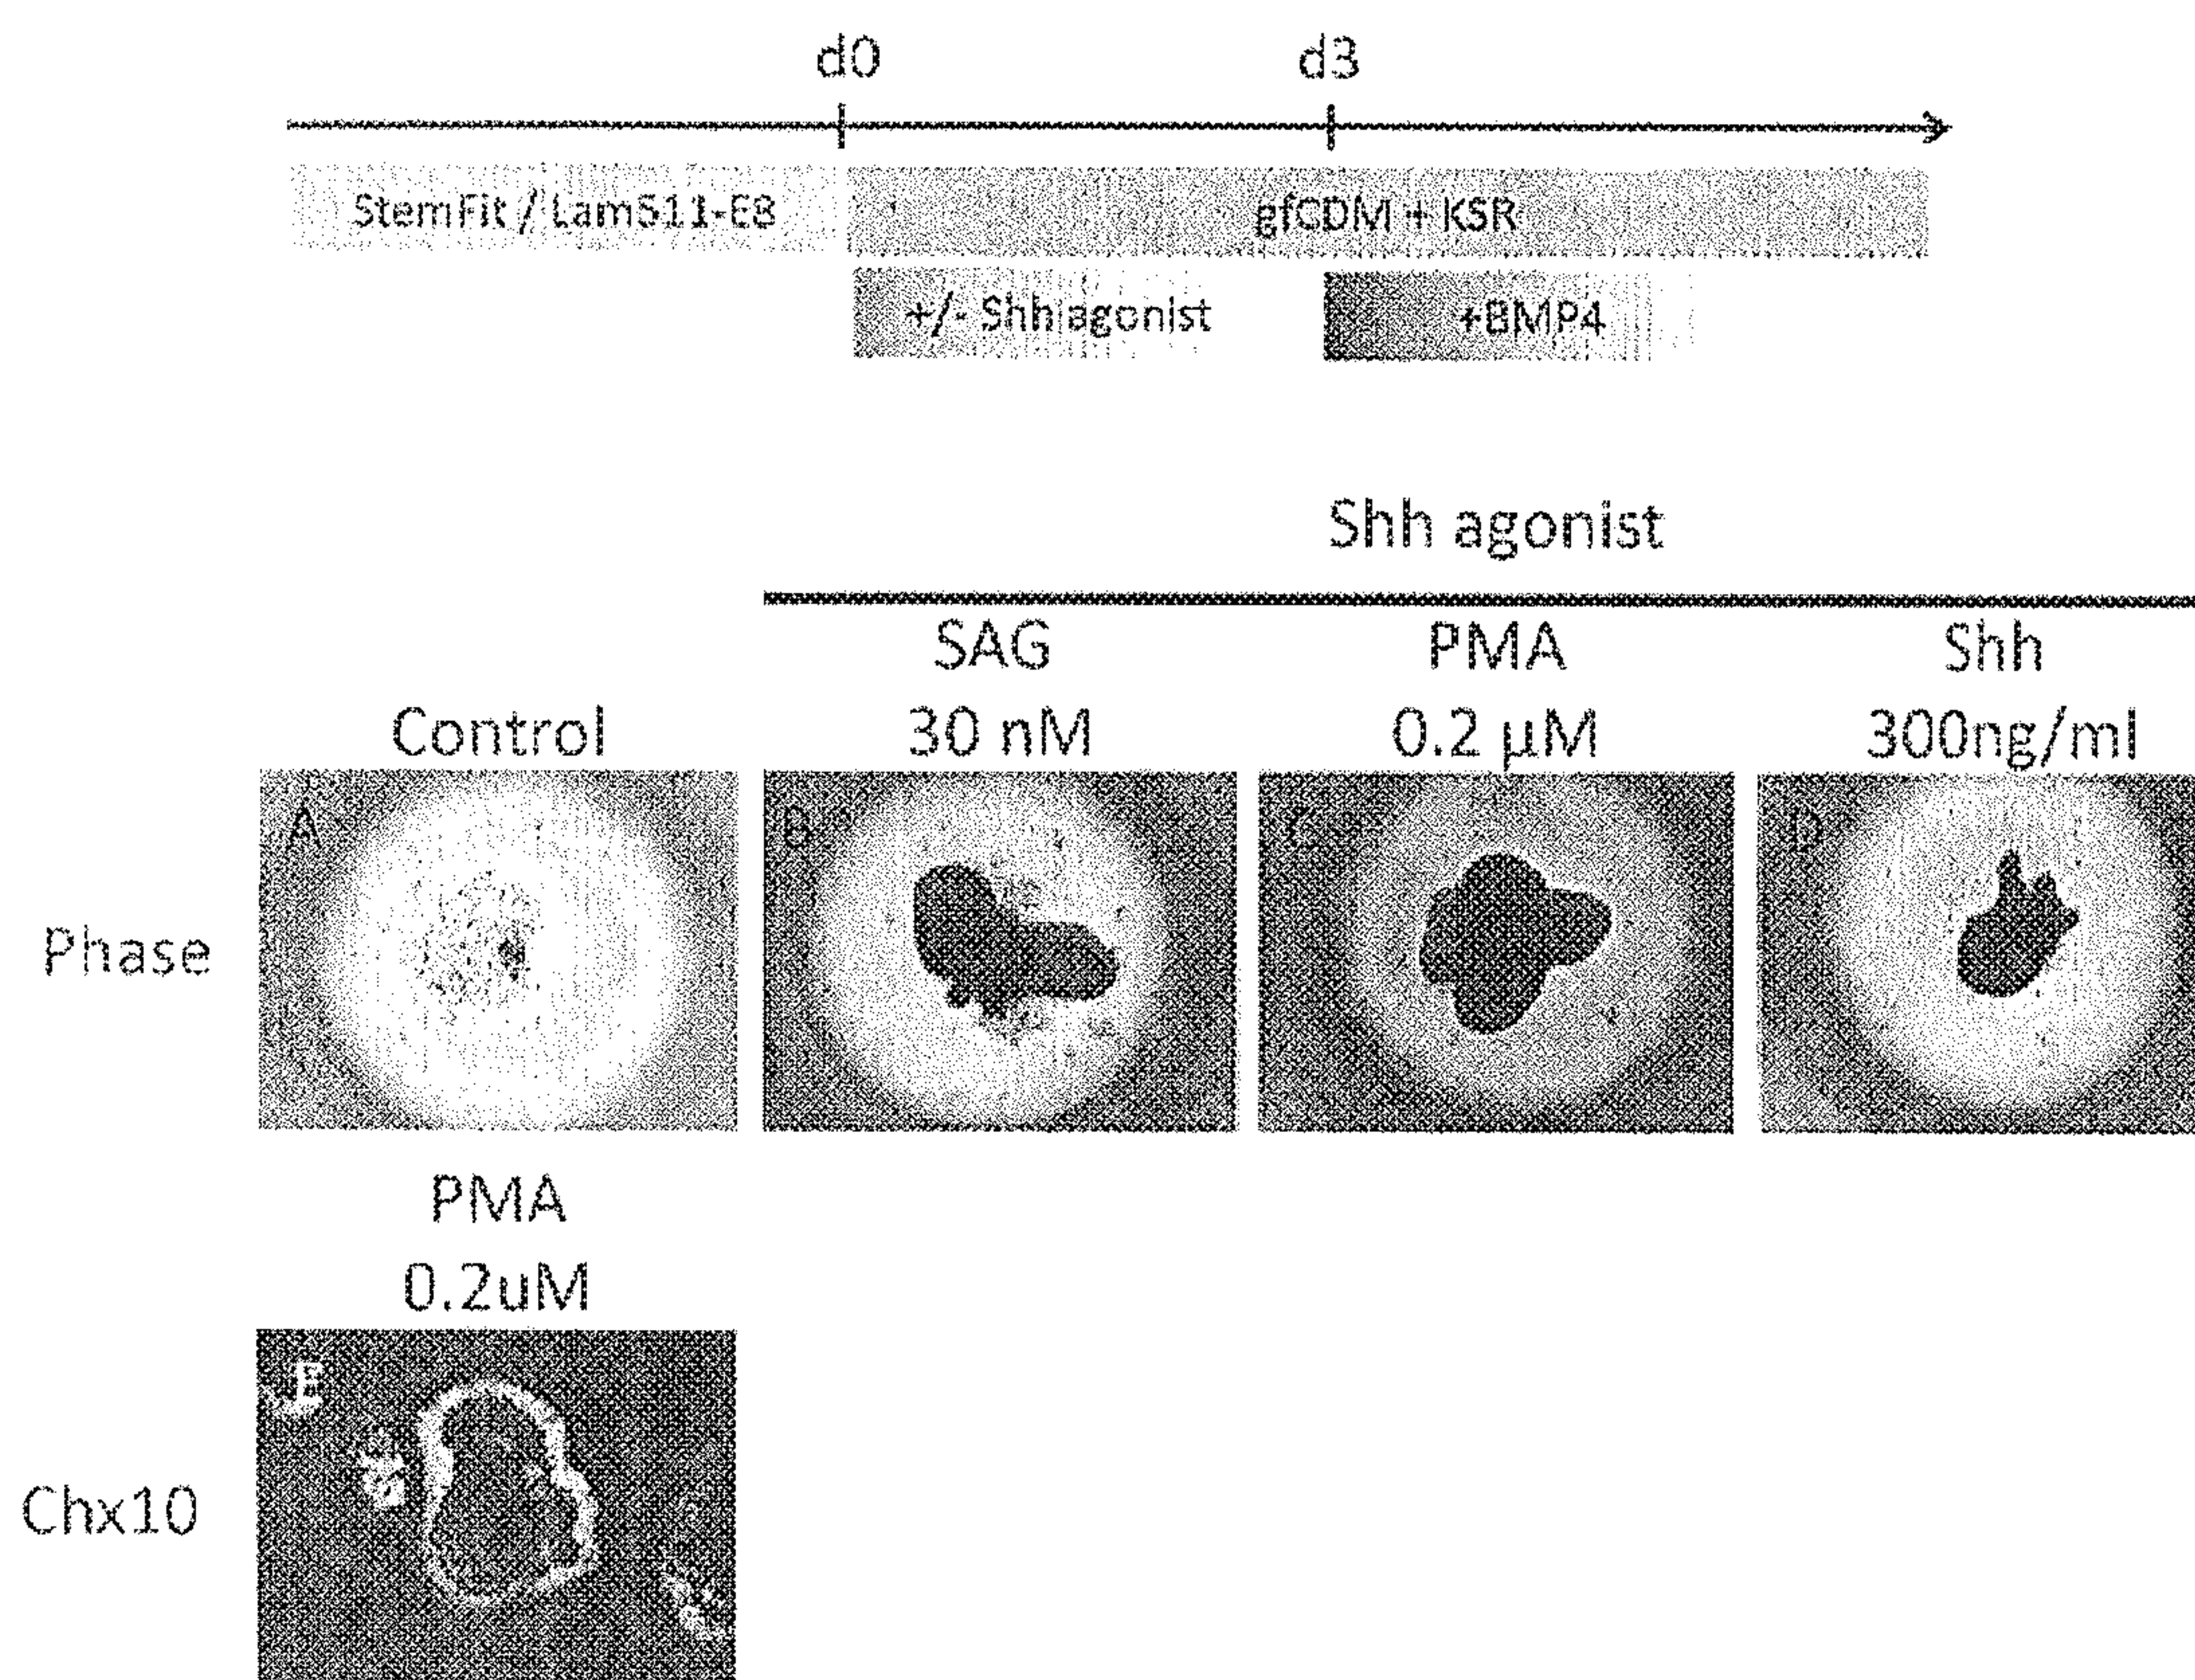 d0 d3
StemFit / Lam511-E8 gfCDM + KSR
+/- Shh agonist +BMP4
Shh agonist
SAG PMA Shh
Control 30 nM 0.2 μM 300ng/ml
A B C D
Phase
PMA
0.2uM
E
Chx10